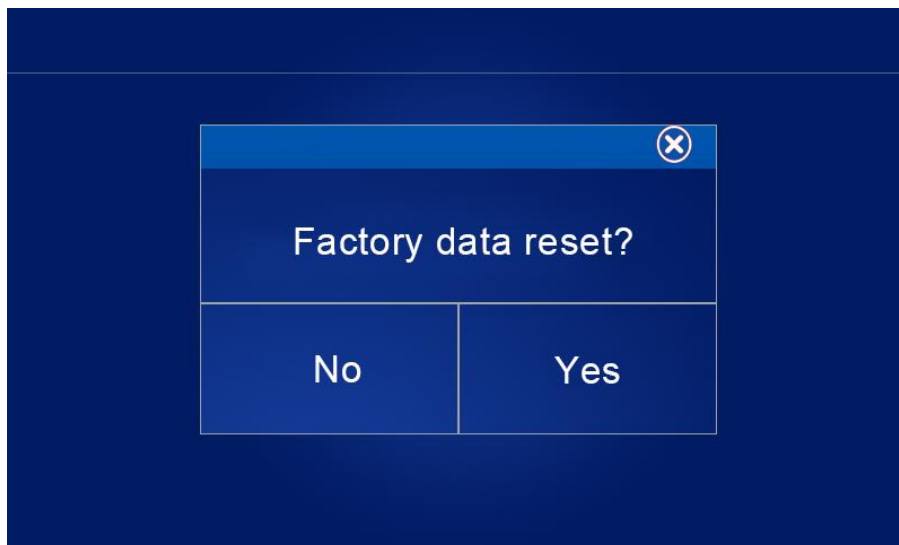 Factory data reset?
No
Yes